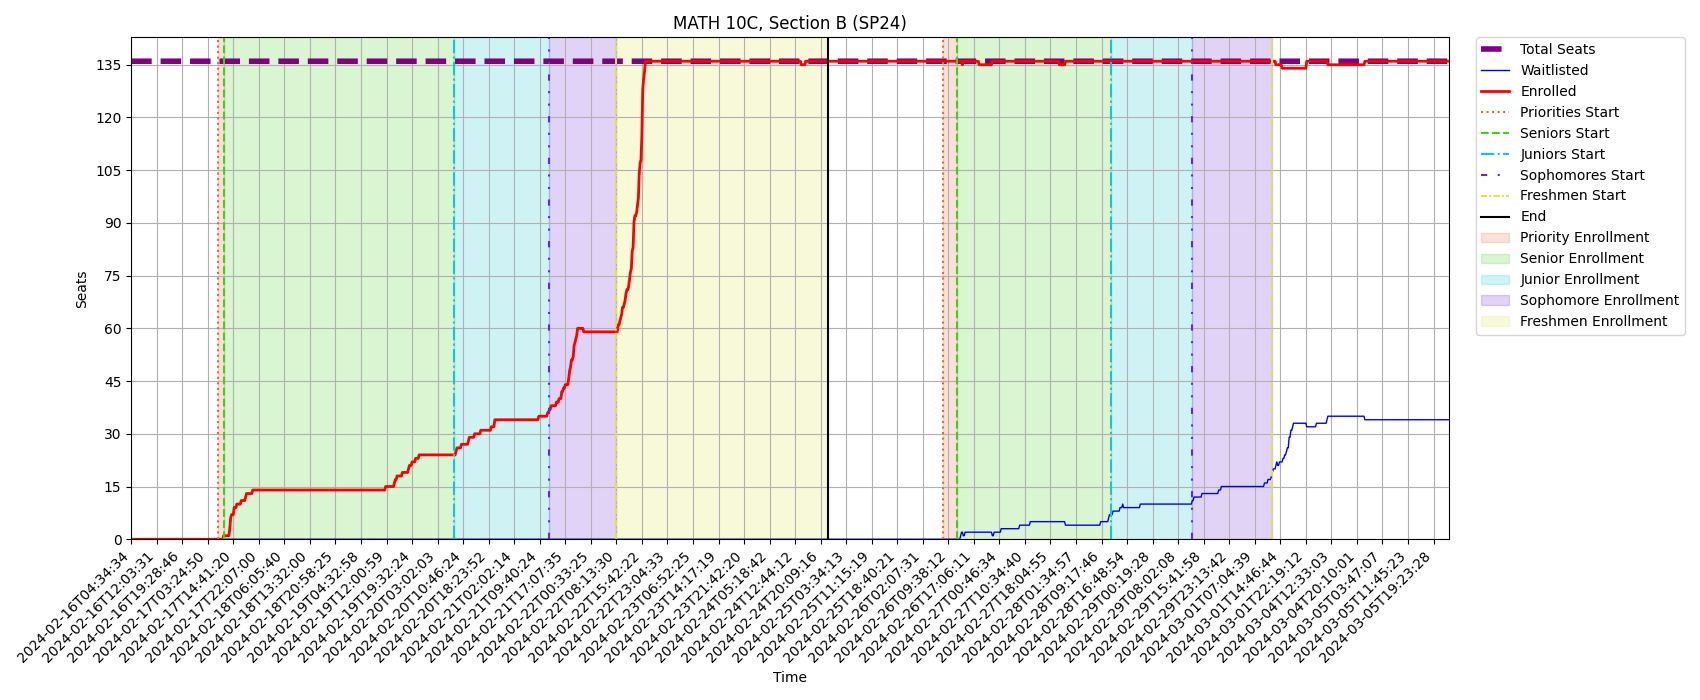 MATH 10C, Section B (SP24)
Seats
135
120
105
90
75
60
45
30
15
0
2024-02-16T04:34:34
2024-02-16T12:03:31
2024-02-16T19:28:46
2024-02-17T03:24:50
2024-02-17T14:41:20
2024-02-17T22:07:00
2024-02-18T06:05:40
2024-02-18T13:32:00
2024-02-18T20:58:25
2024-02-19T04:32:58
2024-02-19T12:00:59
2024-02-19T19:32:24
2024-02-20T03:02:03
2024-02-20T10:46:24
2024-02-20T18:23:52
2024-02-21T02:02:14
2024-02-21T09:40:24
2024-02-21T17:07:35
2024-02-22T00:33:25
2024-02-22T08:13:30
2024-02-22T15:42:22
2024-02-22T23:04:33
2024-02-23T06:52:25
2024-02-23T14:17:19
2024-02-23T21:42:20
2024-02-24T05:18:42
2024-02-24T12:44:12
2024-02-24T20:09:16
2024-02-25T03:34:13
2024-02-25T11:15:19
2024-02-25T18:40:21
2024-02-26T02:07:31
2024-02-26T09:38:12
2024-02-26T17:06:11
2024-02-27T00:46:34
2024-02-27T10:34:40
2024-02-27T18:04:55
2024-02-28T01:34:57
2024-02-28T09:17:46
2024-02-28T16:48:54
2024-02-29T00:19:28
2024-02-29T08:02:08
2024-02-29T15:41:58
2024-02-29T23:13:42
2024-03-01T07:04:39
2024-03-01T14:46:44
2024-03-01T22:19:12
2024-03-04T12:33:03
2024-03-04T20:10:01
2024-03-05T03:47:07
2024-03-05T11:45:23
2024-03-05T19:23:28
Time
Total Seats
Waitlisted
Enrolled
Priorities Start
Seniors Start
Juniors Start
Sophomores Start
Freshmen Start
End
Priority Enrollment
Senior Enrollment
Junior Enrollment
Sophomore Enrollment
Freshmen Enrollment